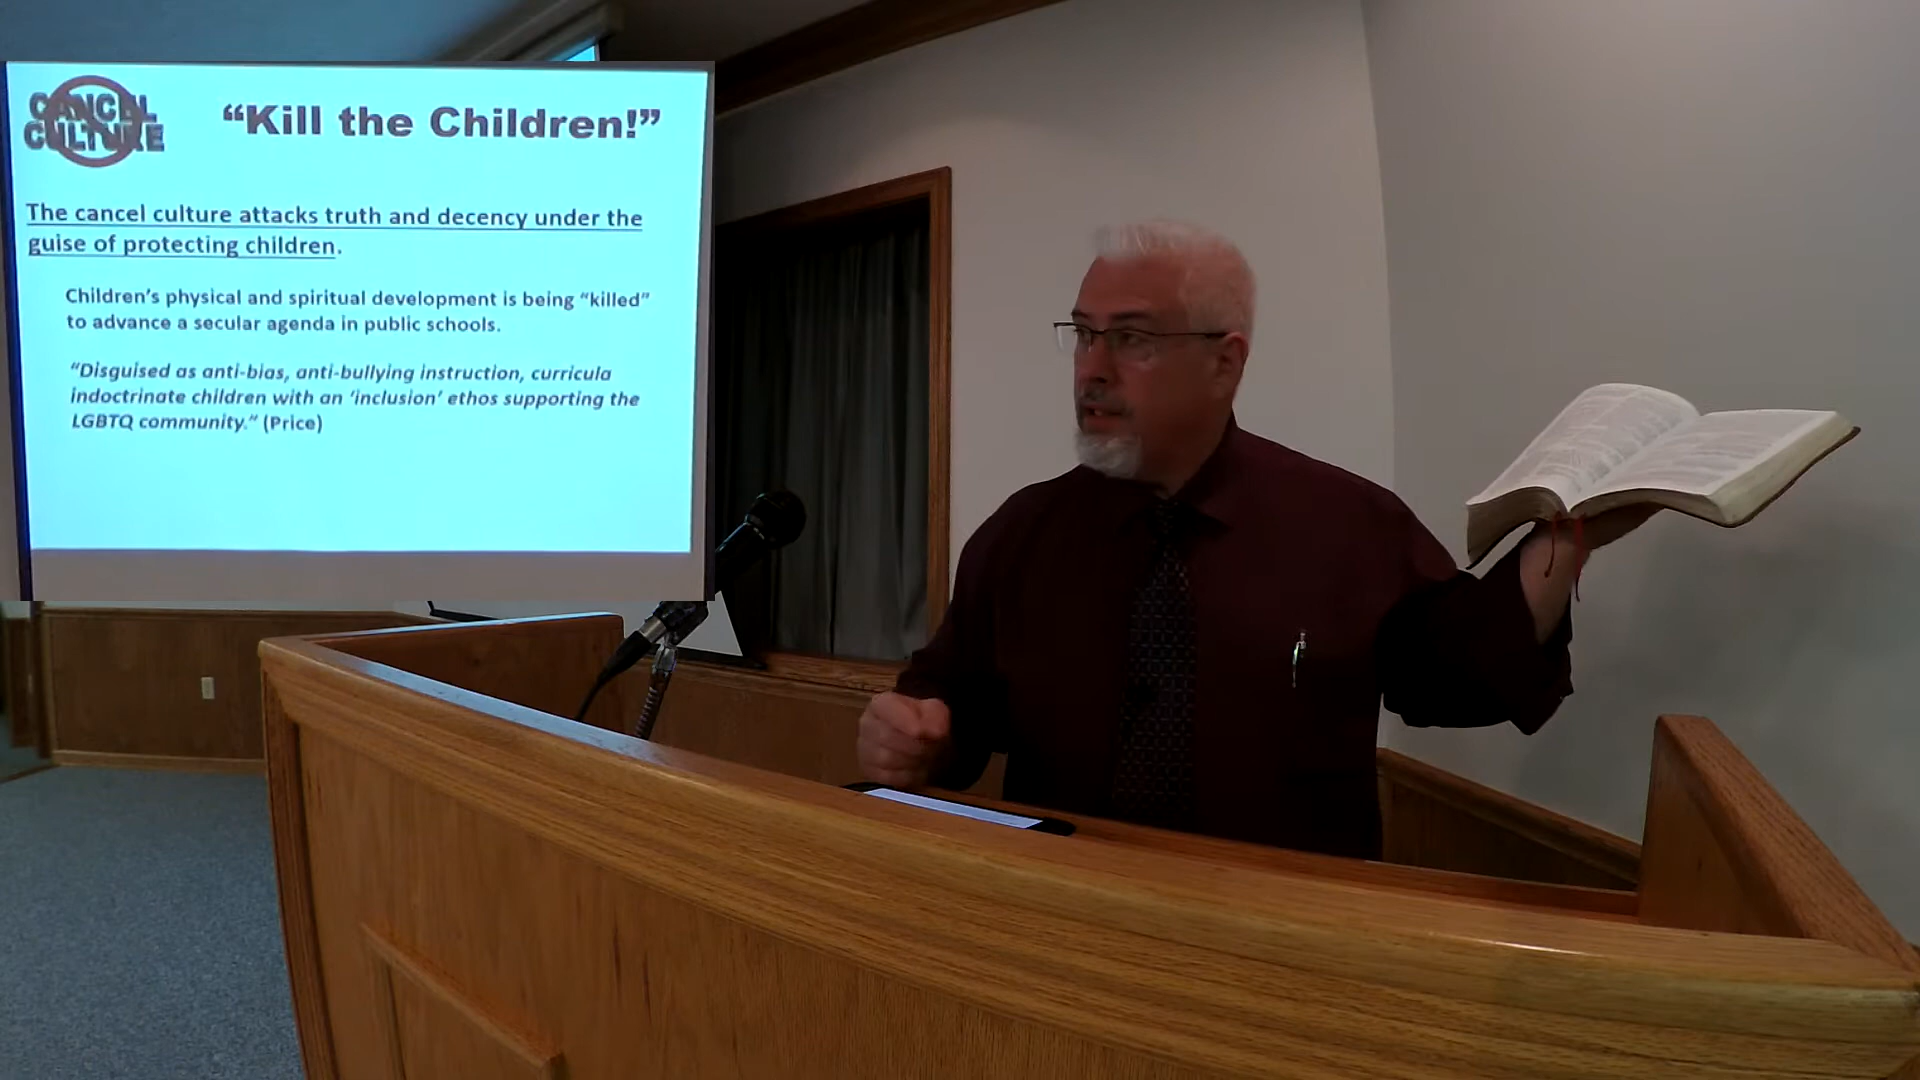 CANCEL
CULTURE
“Kill the Children!”
The cancel culture attacks truth and decency under the
guise of protecting children.
Children’s physical and spiritual development is being “killed”
to advance a secular agenda in public schools.
“Disguised as anti-bias, anti-bullying instruction, curricula
indoctrinate children with an ‘inclusion’ ethos supporting the
LGBTQ community.” (Price)